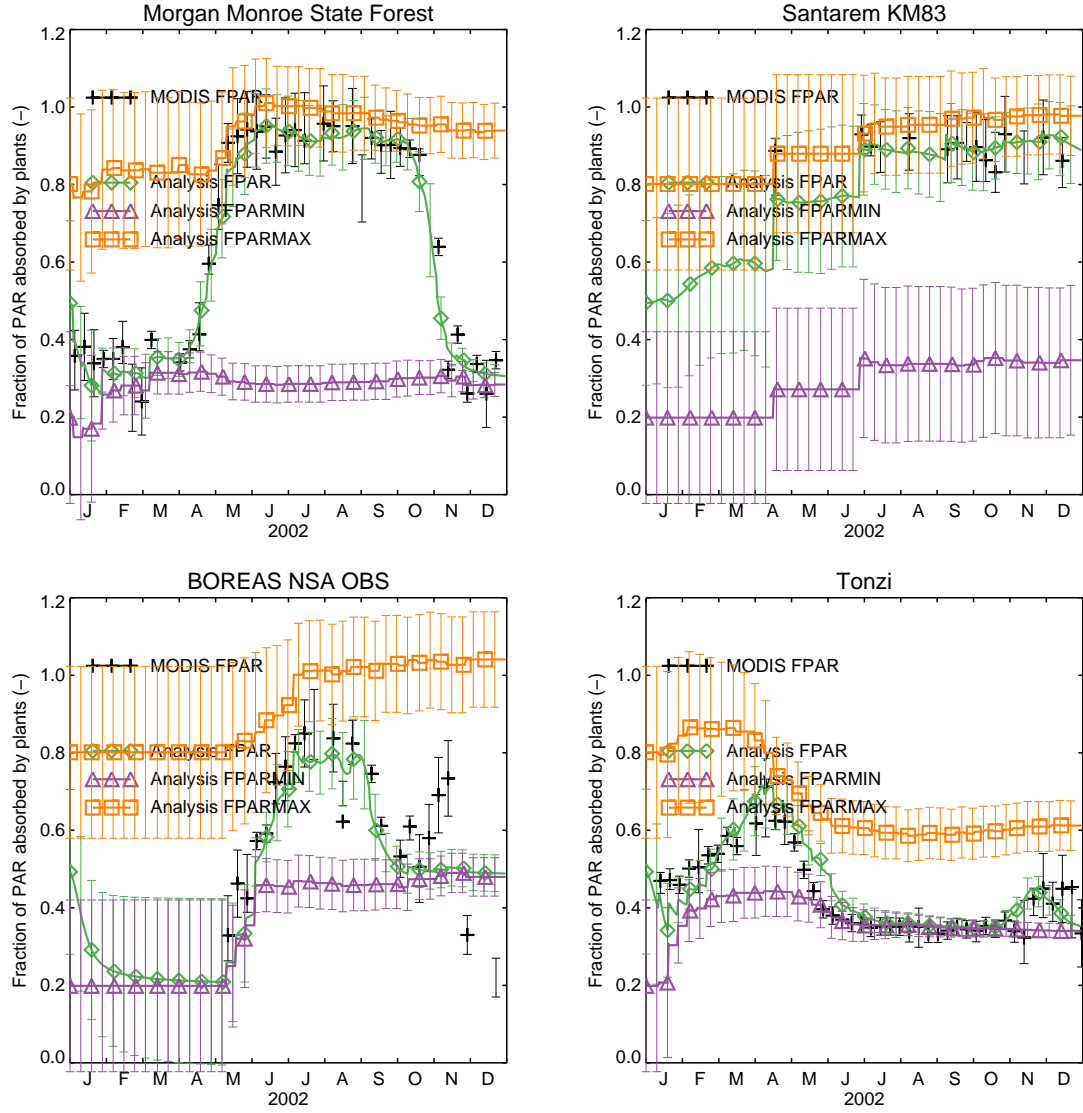 Morgan Monroe State Forest
1.2
1.0
0.8
0.6
0.4
0.2
0.0
Fraction of PAR absorbed by plants (−)
MODIS FPAR
Analysis FPAR
Analysis FPARMIN
Analysis FPARMAX
J F M A M J J A S O N D
2002
Santarem KM83
1.2
1.0
0.8
0.6
0.4
0.2
0.0
Fraction of PAR absorbed by plants (−)
MODIS FPAR
Analysis FPAR
Analysis FPARMIN
Analysis FPARMAX
J F M A M J J A S O N D
2002
BOREAS NSA OBS
1.2
1.0
0.8
0.6
0.4
0.2
0.0
Fraction of PAR absorbed by plants (−)
MODIS FPAR
Analysis FPAR
Analysis FPARMIN
Analysis FPARMAX
J F M A M J J A S O N D
2002
Tonzi
1.2
1.0
0.8
0.6
0.4
0.2
0.0
Fraction of PAR absorbed by plants (−)
MODIS FPAR
Analysis FPAR
Analysis FPARMIN
Analysis FPARMAX
J F M A M J J A S O N D
2002